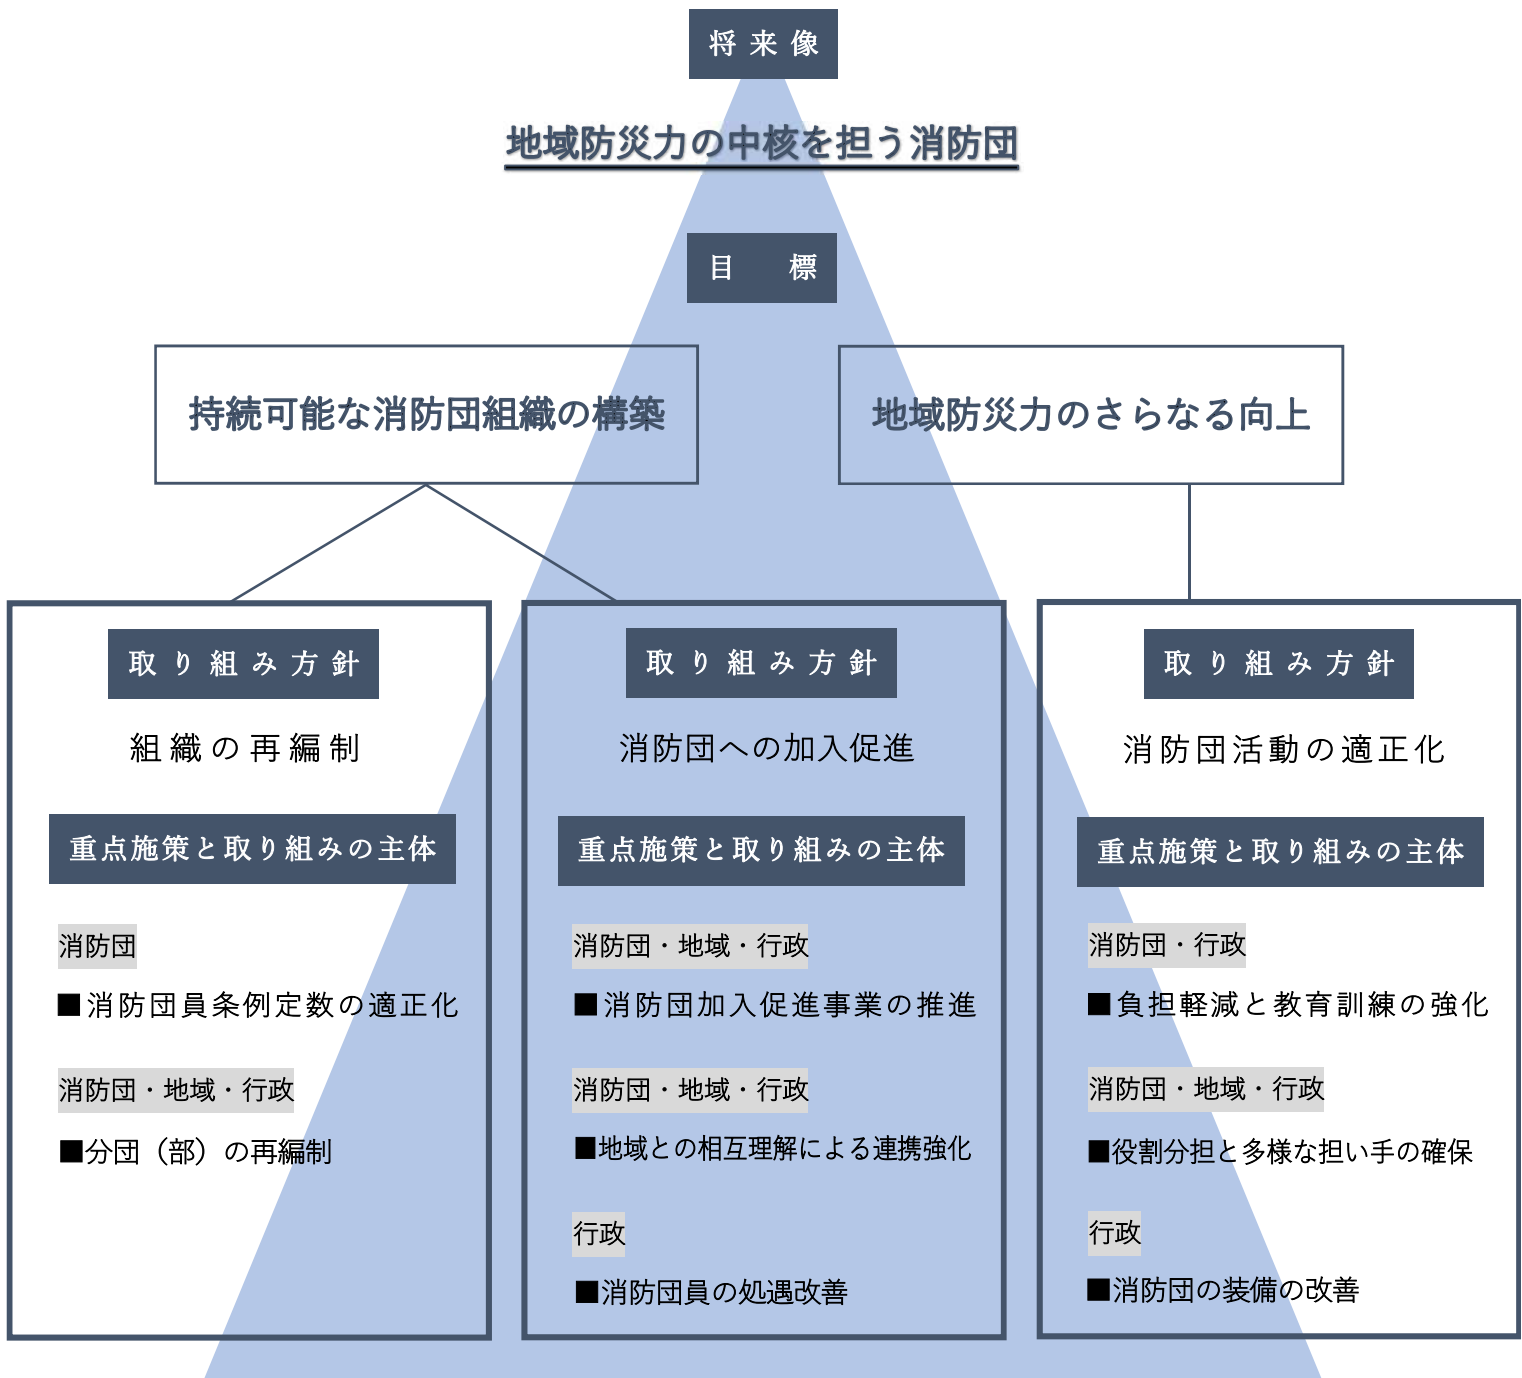 将来像
地域防災力の中核を担う消防団
目　標
持続可能な消防団組織の構築
地域防災力のさらなる向上
取り組み方針
組織の再編制
重点施策と取り組みの主体
消防団
■消防団員条例定数の適正化
消防団・地域・行政
■分団（部）の再編制
取り組み方針
消防団への加入促進
重点施策と取り組みの主体
消防団・地域・行政
■消防団加入促進事業の推進
消防団・地域・行政
■地域との相互理解による連携強化
行政
■消防団員の処遇改善
取り組み方針
消防団活動の適正化
重点施策と取り組みの主体
消防団・行政
■負担軽減と教育訓練の強化
消防団・地域・行政
■役割分担と多様な担い手の確保
行政
■消防団の装備の改善